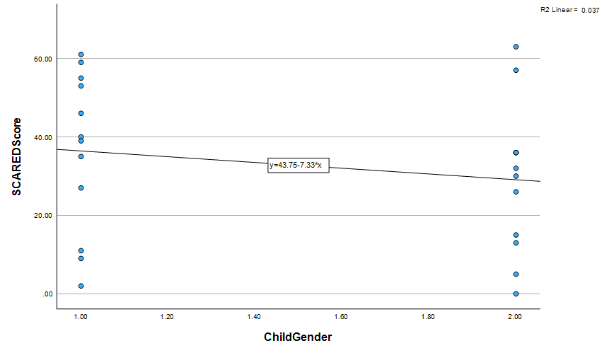 R2 Linear = 0.037
60.00
40.00
20.00
.00
SCAREDScore
y=43.75-7.33*x
1.00 1.20 1.40 1.60 1.80 2.00
ChildGender